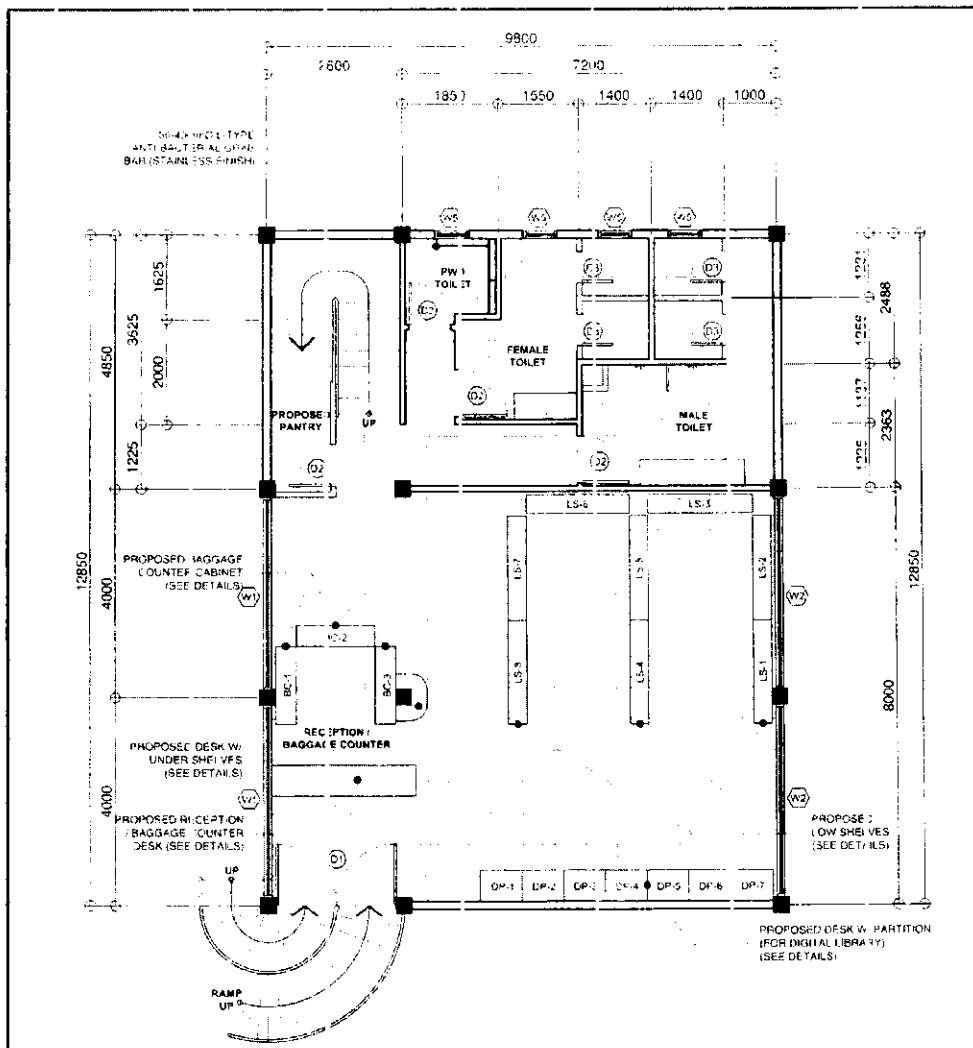 9800
2600
7200
1850
1550
1400
1400
1000
ANTI BACTERIAL GRAB
BAR (STAINLESS FINISH)
W5
W5
W5
W5
PWD
TOILET
D3
D3
D3
D3
FEMALE
TOILET
D2
MALE
TOILET
D2
PROPOSED
PANTRY
UP
D2
1625
3625
4850
2000
1225
12850
4000
4000
2488
2363
12850
8000
PROPOSED BAGGAGE
COUNTER CABINET
(SEE DETAILS)
W1
W2
LS-6
LS-3
LS-7
LS-5
LS-2
LS-8
LS-4
LS-1
BC-1
BC-2
BC-3
RECEPTION /
BAGGAGE COUNTER
PROPOSED DESK W/
UNDER SHELVES
(SEE DETAILS)
W1
W2
PROPOSED RECEPTION
/ BAGGAGE COUNTER
DESK (SEE DETAILS)
PROPOSED
LOW SHELVES
(SEE DETAILS)
D1
UP
DP-1
DP-2
DP-3
DP-4
DP-5
DP-6
DP-7
PROPOSED DESK W/ PARTITION
(FOR DIGITAL LIBRARY)
(SEE DETAILS)
RAMP
UP